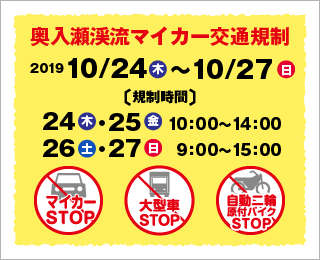 奥入瀬渓流マイカー交通規制
2019 10/24木～10/27日
〔規制時間〕
24木・25金 10：00～14：00
26土・27日 9：00～15：00
マイカー
STOP
大型車
STOP
自動二輪
原付バイク
STOP